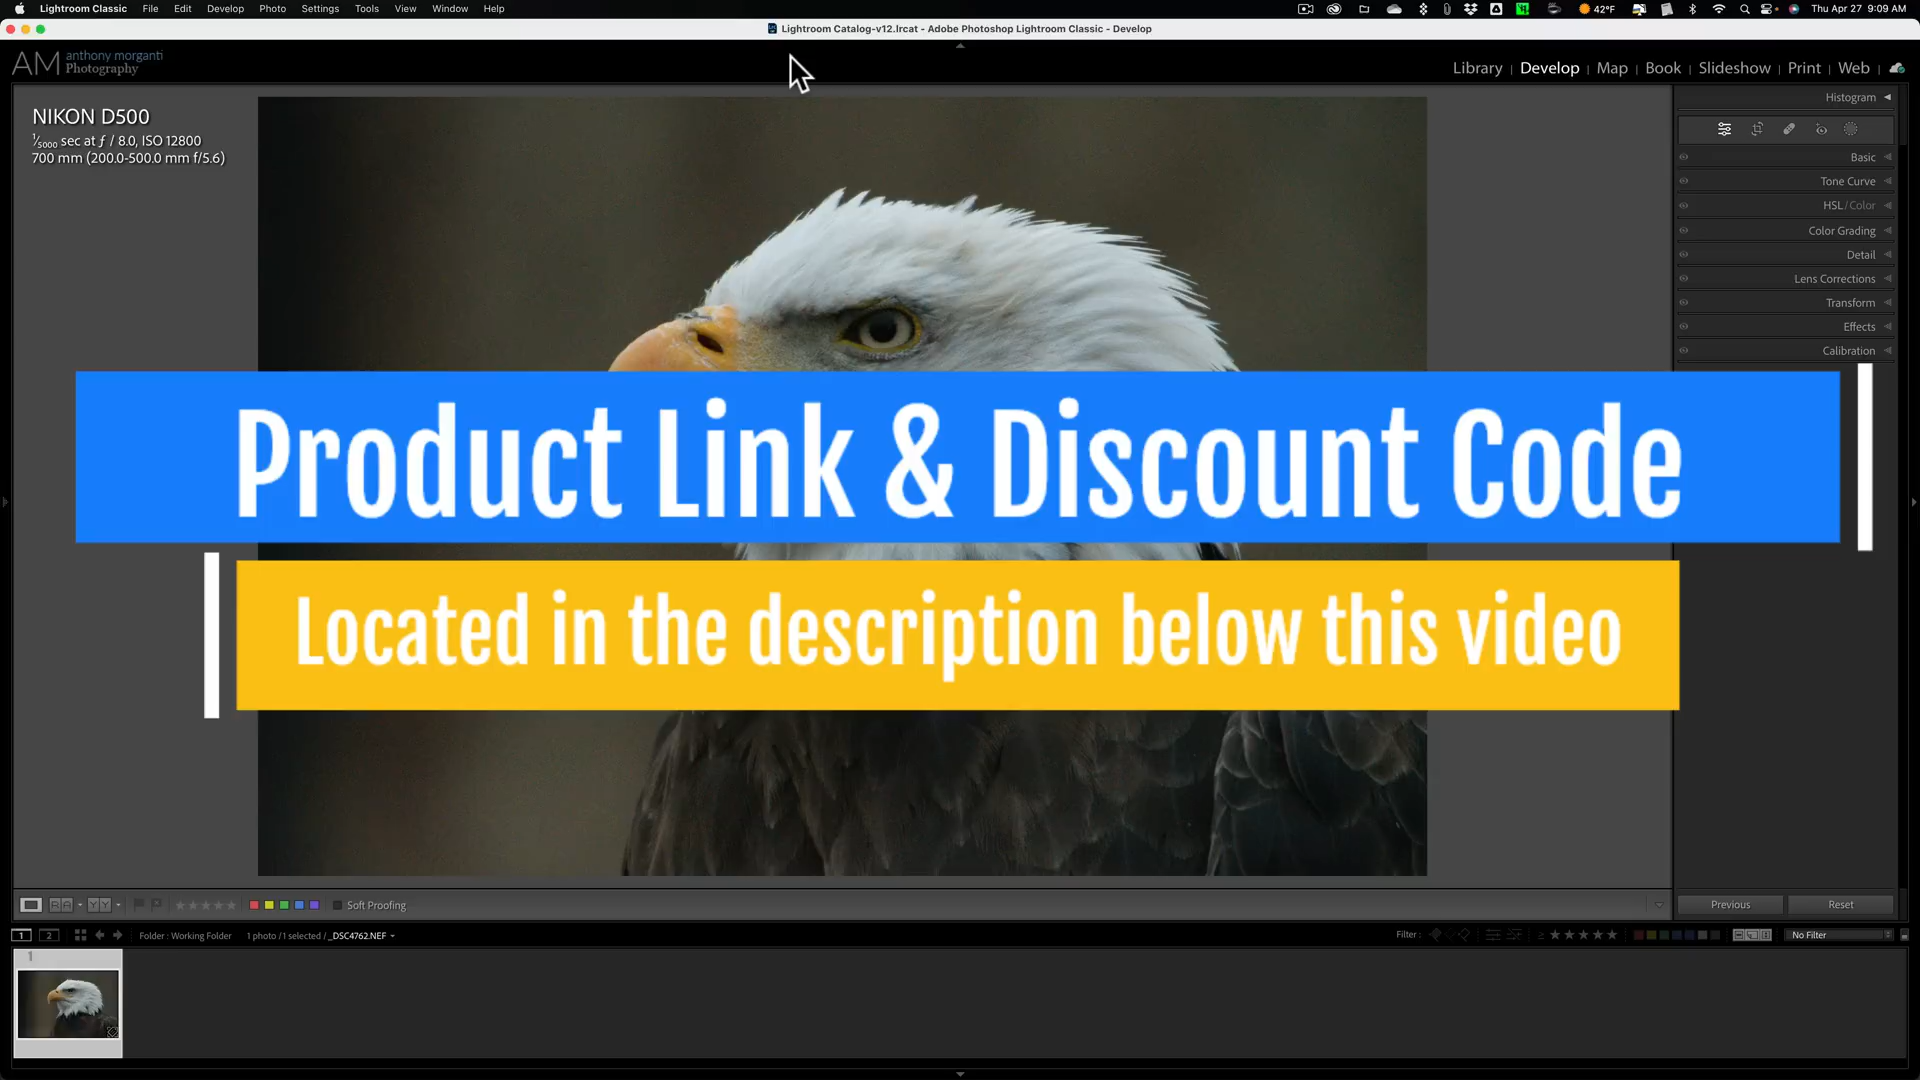 Lightroom Classic File Edit Develop Photo Settings Tools View Window Help 42°F Thu Apr 27 9:09 AM
Lightroom Catalog-v12.lrcat - Adobe Photoshop Lightroom Classic - Develop
AM anthony morganti Photography
Library | Develop | Map | Book | Slideshow | Print | Web
NIKON D500
1/5000 sec at ƒ / 8.0, ISO 12800
700 mm (200.0-500.0 mm f/5.6)
Histogram
Basic
Tone Curve
HSL / Color
Color Grading
Detail
Lens Corrections
Transform
Effects
Calibration
Product Link & Discount Code
Located in the description below this video
Soft Proofing
Previous Reset
1 2 Folder : Working Folder 1 photo / 1 selected / _DSC4762.NEF Filter : No Filter
1